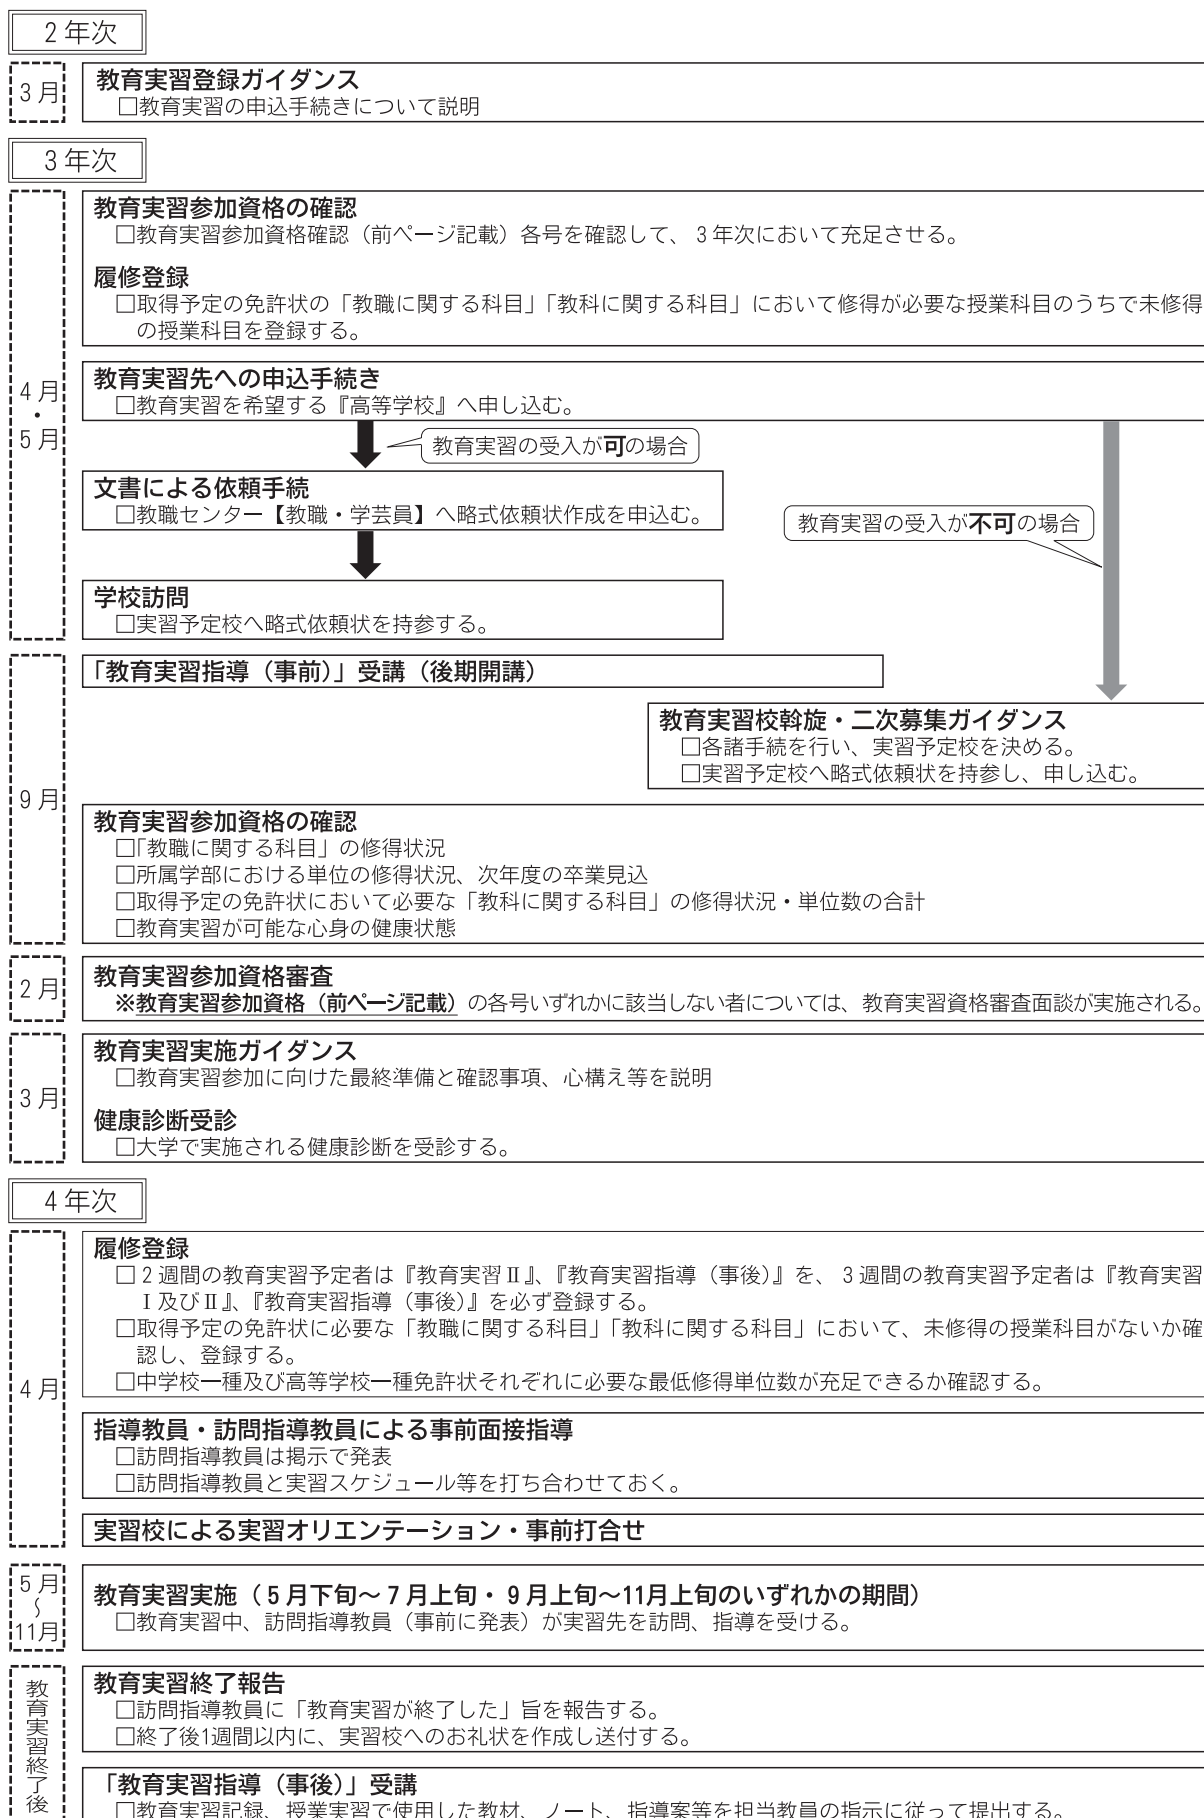 2年次
3月
教育実習登録ガイダンス
□教育実習の申込手続きについて説明
3年次
4月・5月
教育実習参加資格の確認
□教育実習参加資格確認（前ページ記載）各号を確認して、3年次において充足させる。
履修登録
□取得予定の免許状の「教職に関する科目」「教科に関する科目」において修得が必要な授業科目のうちで未修得
の授業科目を登録する。
教育実習先への申込手続き
□教育実習を希望する『高等学校』へ申し込む。
教育実習の受入が可の場合
文書による依頼手続
□教職センター【教職・学芸員】へ略式依頼状作成を申込む。
教育実習の受入が不可の場合
学校訪問
□実習予定校へ略式依頼状を持参する。
9月
「教育実習指導（事前）」受講（後期開講）
教育実習校斡旋・二次募集ガイダンス
□各諸手続を行い、実習予定校を決める。
□実習予定校へ略式依頼状を持参し、申し込む。
教育実習参加資格の確認
□「教職に関する科目」の修得状況
□所属学部における単位の修得状況、次年度の卒業見込
□取得予定の免許状において必要な「教科に関する科目」の修得状況・単位数の合計
□教育実習が可能な心身の健康状態
2月
教育実習参加資格審査
※教育実習参加資格（前ページ記載）の各号いずれかに該当しない者については、教育実習資格審査面談が実施される。
3月
教育実習実施ガイダンス
□教育実習参加に向けた最終準備と確認事項、心構え等を説明
健康診断受診
□大学で実施される健康診断を受診する。
4年次
4月
履修登録
□2週間の教育実習予定者は『教育実習Ⅱ』、『教育実習指導（事後）』を、3週間の教育実習予定者は『教育実習
Ⅰ及びⅡ』、『教育実習指導（事後）』を必ず登録する。
□取得予定の免許状に必要な「教職に関する科目」「教科に関する科目」において、未修得の授業科目がないか確
認し、登録する。
□中学校一種及び高等学校一種免許状それぞれに必要な最低修得単位数が充足できるか確認する。
指導教員・訪問指導教員による事前面接指導
□訪問指導教員は掲示で発表
□訪問指導教員と実習スケジュール等を打ち合わせておく。
実習校による実習オリエンテーション・事前打合せ
5月～11月
教育実習実施（5月下旬～7月上旬・9月上旬～11月上旬のいずれかの期間）
□教育実習中、訪問指導教員（事前に発表）が実習先を訪問、指導を受ける。
教育実習終了後
教育実習終了報告
□訪問指導教員に「教育実習が終了した」旨を報告する。
□終了後1週間以内に、実習校へのお礼状を作成し送付する。
「教育実習指導（事後）」受講
□教育実習記録、授業実習で使用した教材、ノート、指導案等を担当教員の指示に従って提出する。